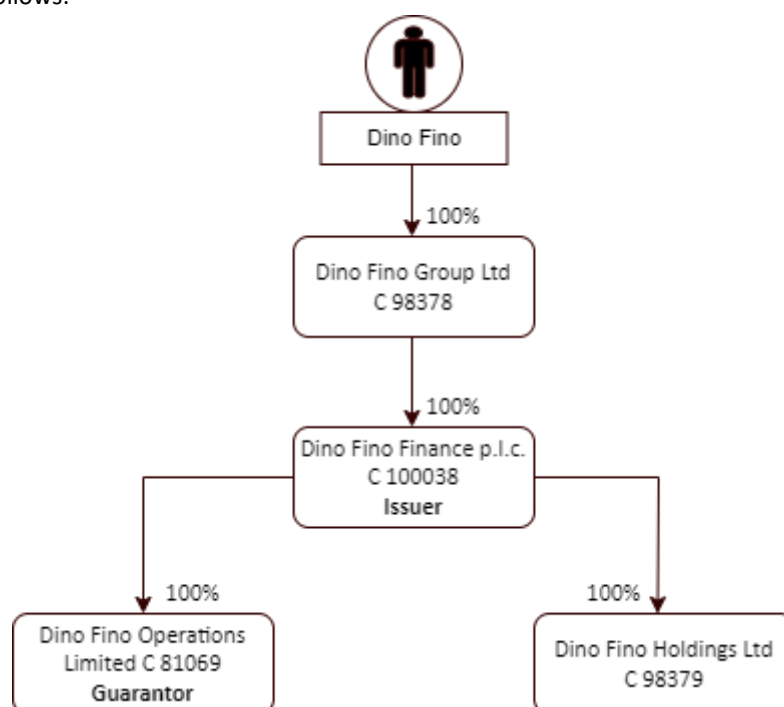 ollows:
Dino Fino
100%
Dino Fino Group Ltd
C 98378
100%
Dino Fino Finance p.l.c.
C 100038
Issuer
100%
100%
Dino Fino Operations
Limited C 81069
Guarantor
Dino Fino Holdings Ltd
C 98379